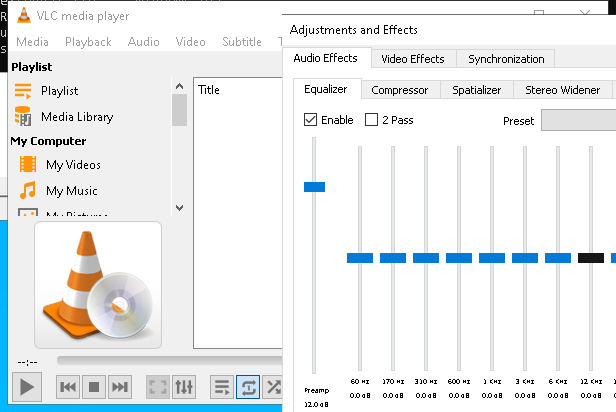 VLC media player
Media Playback Audio Video Subtitle
Playlist
Playlist
Media Library
My Computer
My Videos
My Music
My Pictures
Title
--:--
Adjustments and Effects
Audio Effects Video Effects Synchronization
Equalizer Compressor Spatializer Stereo Widener
Enable 2 Pass Preset
60 Hz 170 Hz 310 Hz 600 Hz 1 KHz 3 KHz 6 KHz 12 KHz
0.0 dB 0.0 dB 0.0 dB 0.0 dB 0.0 dB 0.0 dB 0.0 dB 0.0 dB
Preamp
12.0 dB